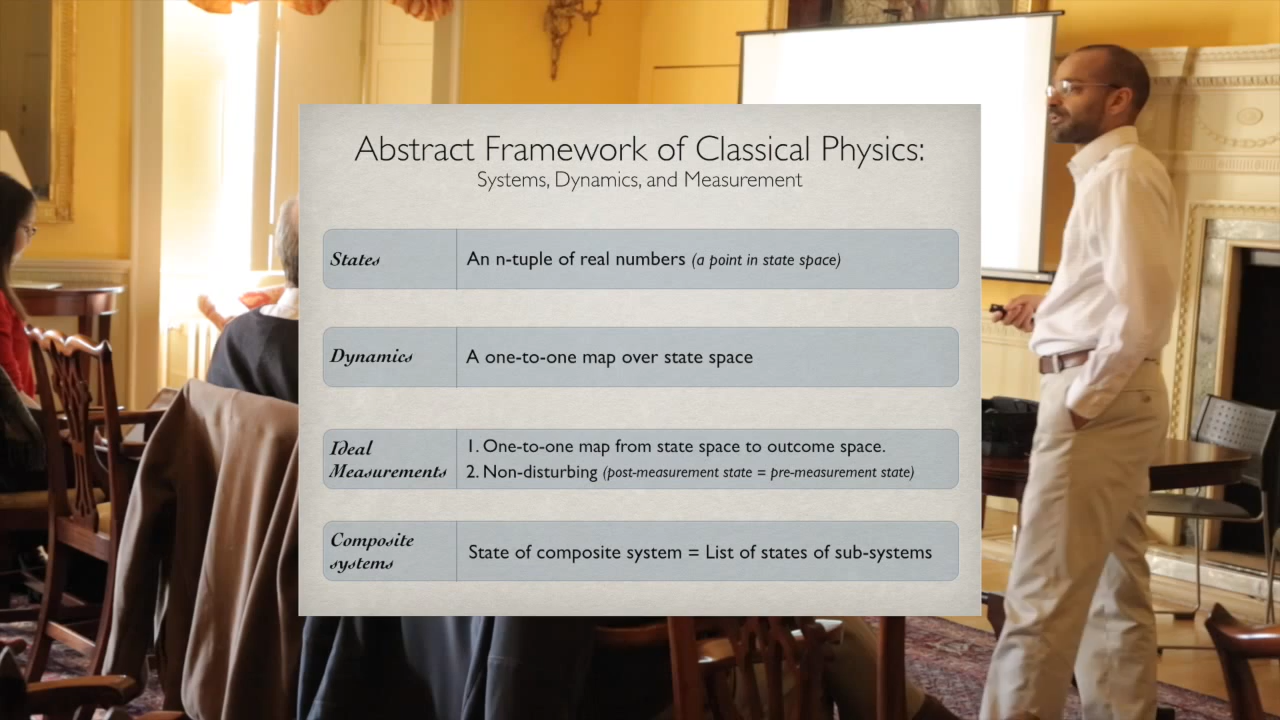 Abstract Framework of Classical Physics:
Systems, Dynamics, and Measurement
States
An n-tuple of real numbers (a point in state space)
Dynamics
A one-to-one map over state space
Ideal
Measurements
1. One-to-one map from state space to outcome space.
2. Non-disturbing (post-measurement state = pre-measurement state)
Composite
systems
State of composite system = List of states of sub-systems